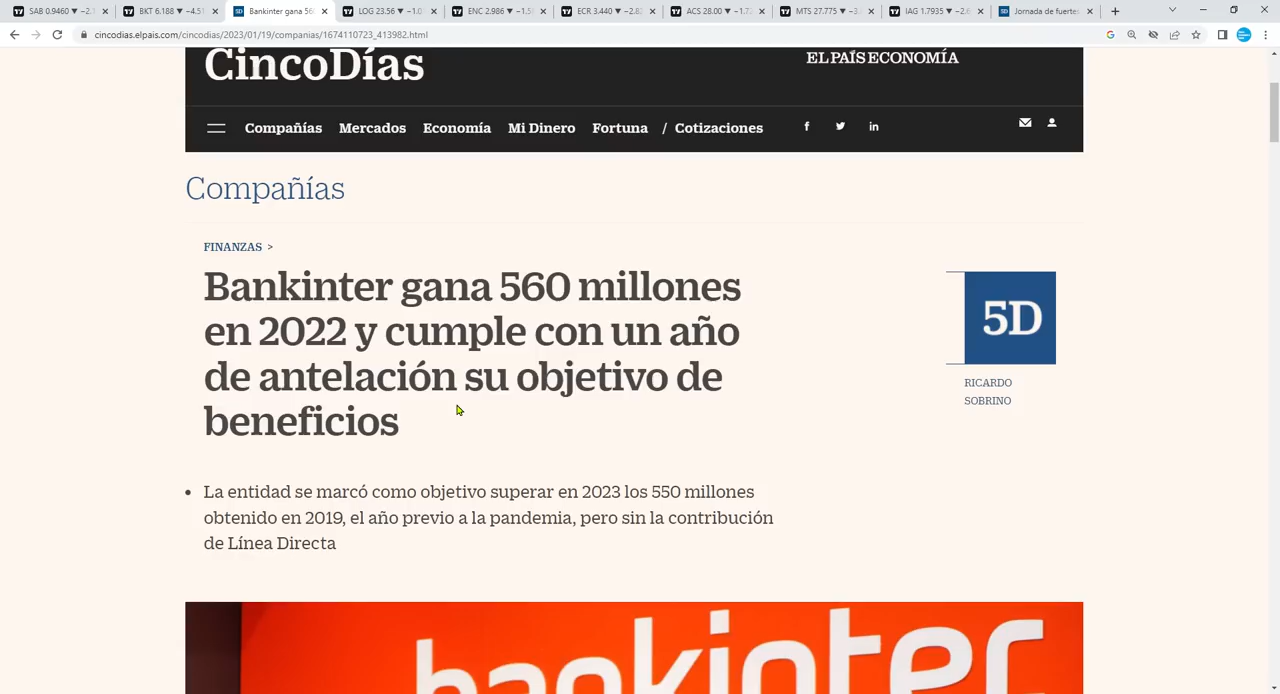 SAB 0.9460 ▼ −2.1
BKT 6.188 ▼ −4.51
Bankinter gana 56
LOG 23.56 ▼ −1.0
ENC 2.986 ▼ −1.5
ECR 3.440 ▼ −2.82
ACS 28.00 ▼ −1.72
MTS 27.775 ▼ −3.
IAG 1.7935 ▼ −2.6
Jornada de fuertes
cincodias.elpais.com/cincodias/2023/01/19/companias/1674110723_413982.html
CincoDías
EL PAÍS ECONOMÍA
Compañías Mercados Economía Mi Dinero Fortuna / Cotizaciones
Compañías
FINANZAS >
Bankinter gana 560 millones
en 2022 y cumple con un año
de antelación su objetivo de
beneficios
5D
RICARDO
SOBRINO
• La entidad se marcó como objetivo superar en 2023 los 550 millones
obtenido en 2019, el año previo a la pandemia, pero sin la contribución
de Línea Directa
bankinter